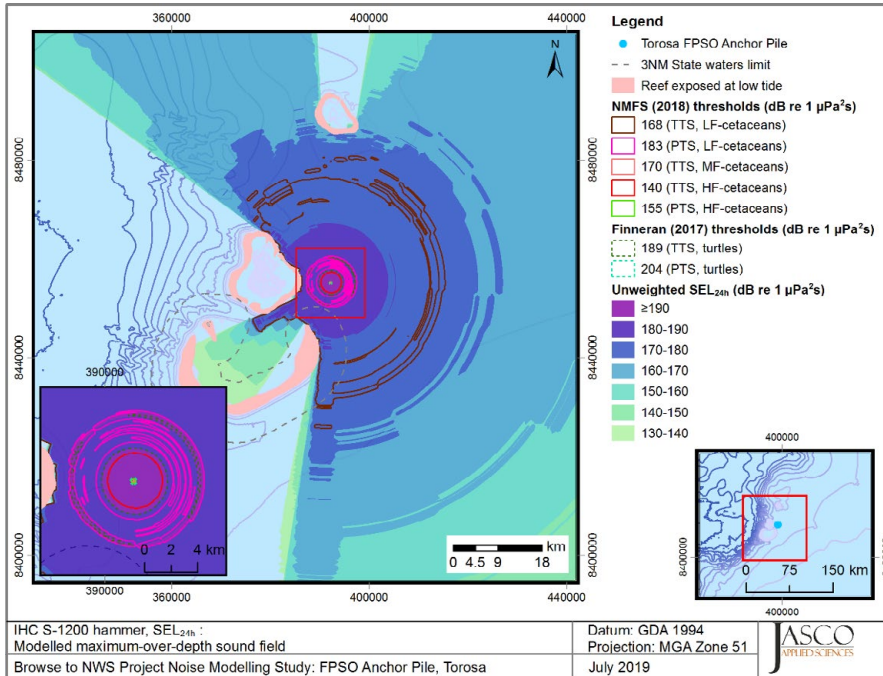 360000
400000
440000
8480000
8440000
8400000
8480000
8440000
8400000
N
390000
0 2 4 km
390000
360000
400000
440000
km
0 4.5 9 18
Legend
Torosa FPSO Anchor Pile
3NM State waters limit
Reef exposed at low tide
NMFS (2018) thresholds (dB re 1 µPa²s)
168 (TTS, LF-cetaceans)
183 (PTS, LF-cetaceans)
170 (TTS, MF-cetaceans)
140 (TTS, HF-cetaceans)
155 (PTS, HF-cetaceans)
Finneran (2017) thresholds (dB re 1 µPa²s)
189 (TTS, turtles)
204 (PTS, turtles)
Unweighted SEL24h (dB re 1 µPa²s)
≥190
180-190
170-180
160-170
150-160
140-150
130-140
400000
8400000
0 75 150 km
400000
IHC S-1200 hammer, SEL24h :
Modelled maximum-over-depth sound field
Browse to NWS Project Noise Modelling Study: FPSO Anchor Pile, Torosa
Datum: GDA 1994
Projection: MGA Zone 51
July 2019
JASCO
APPLIED SCIENCES